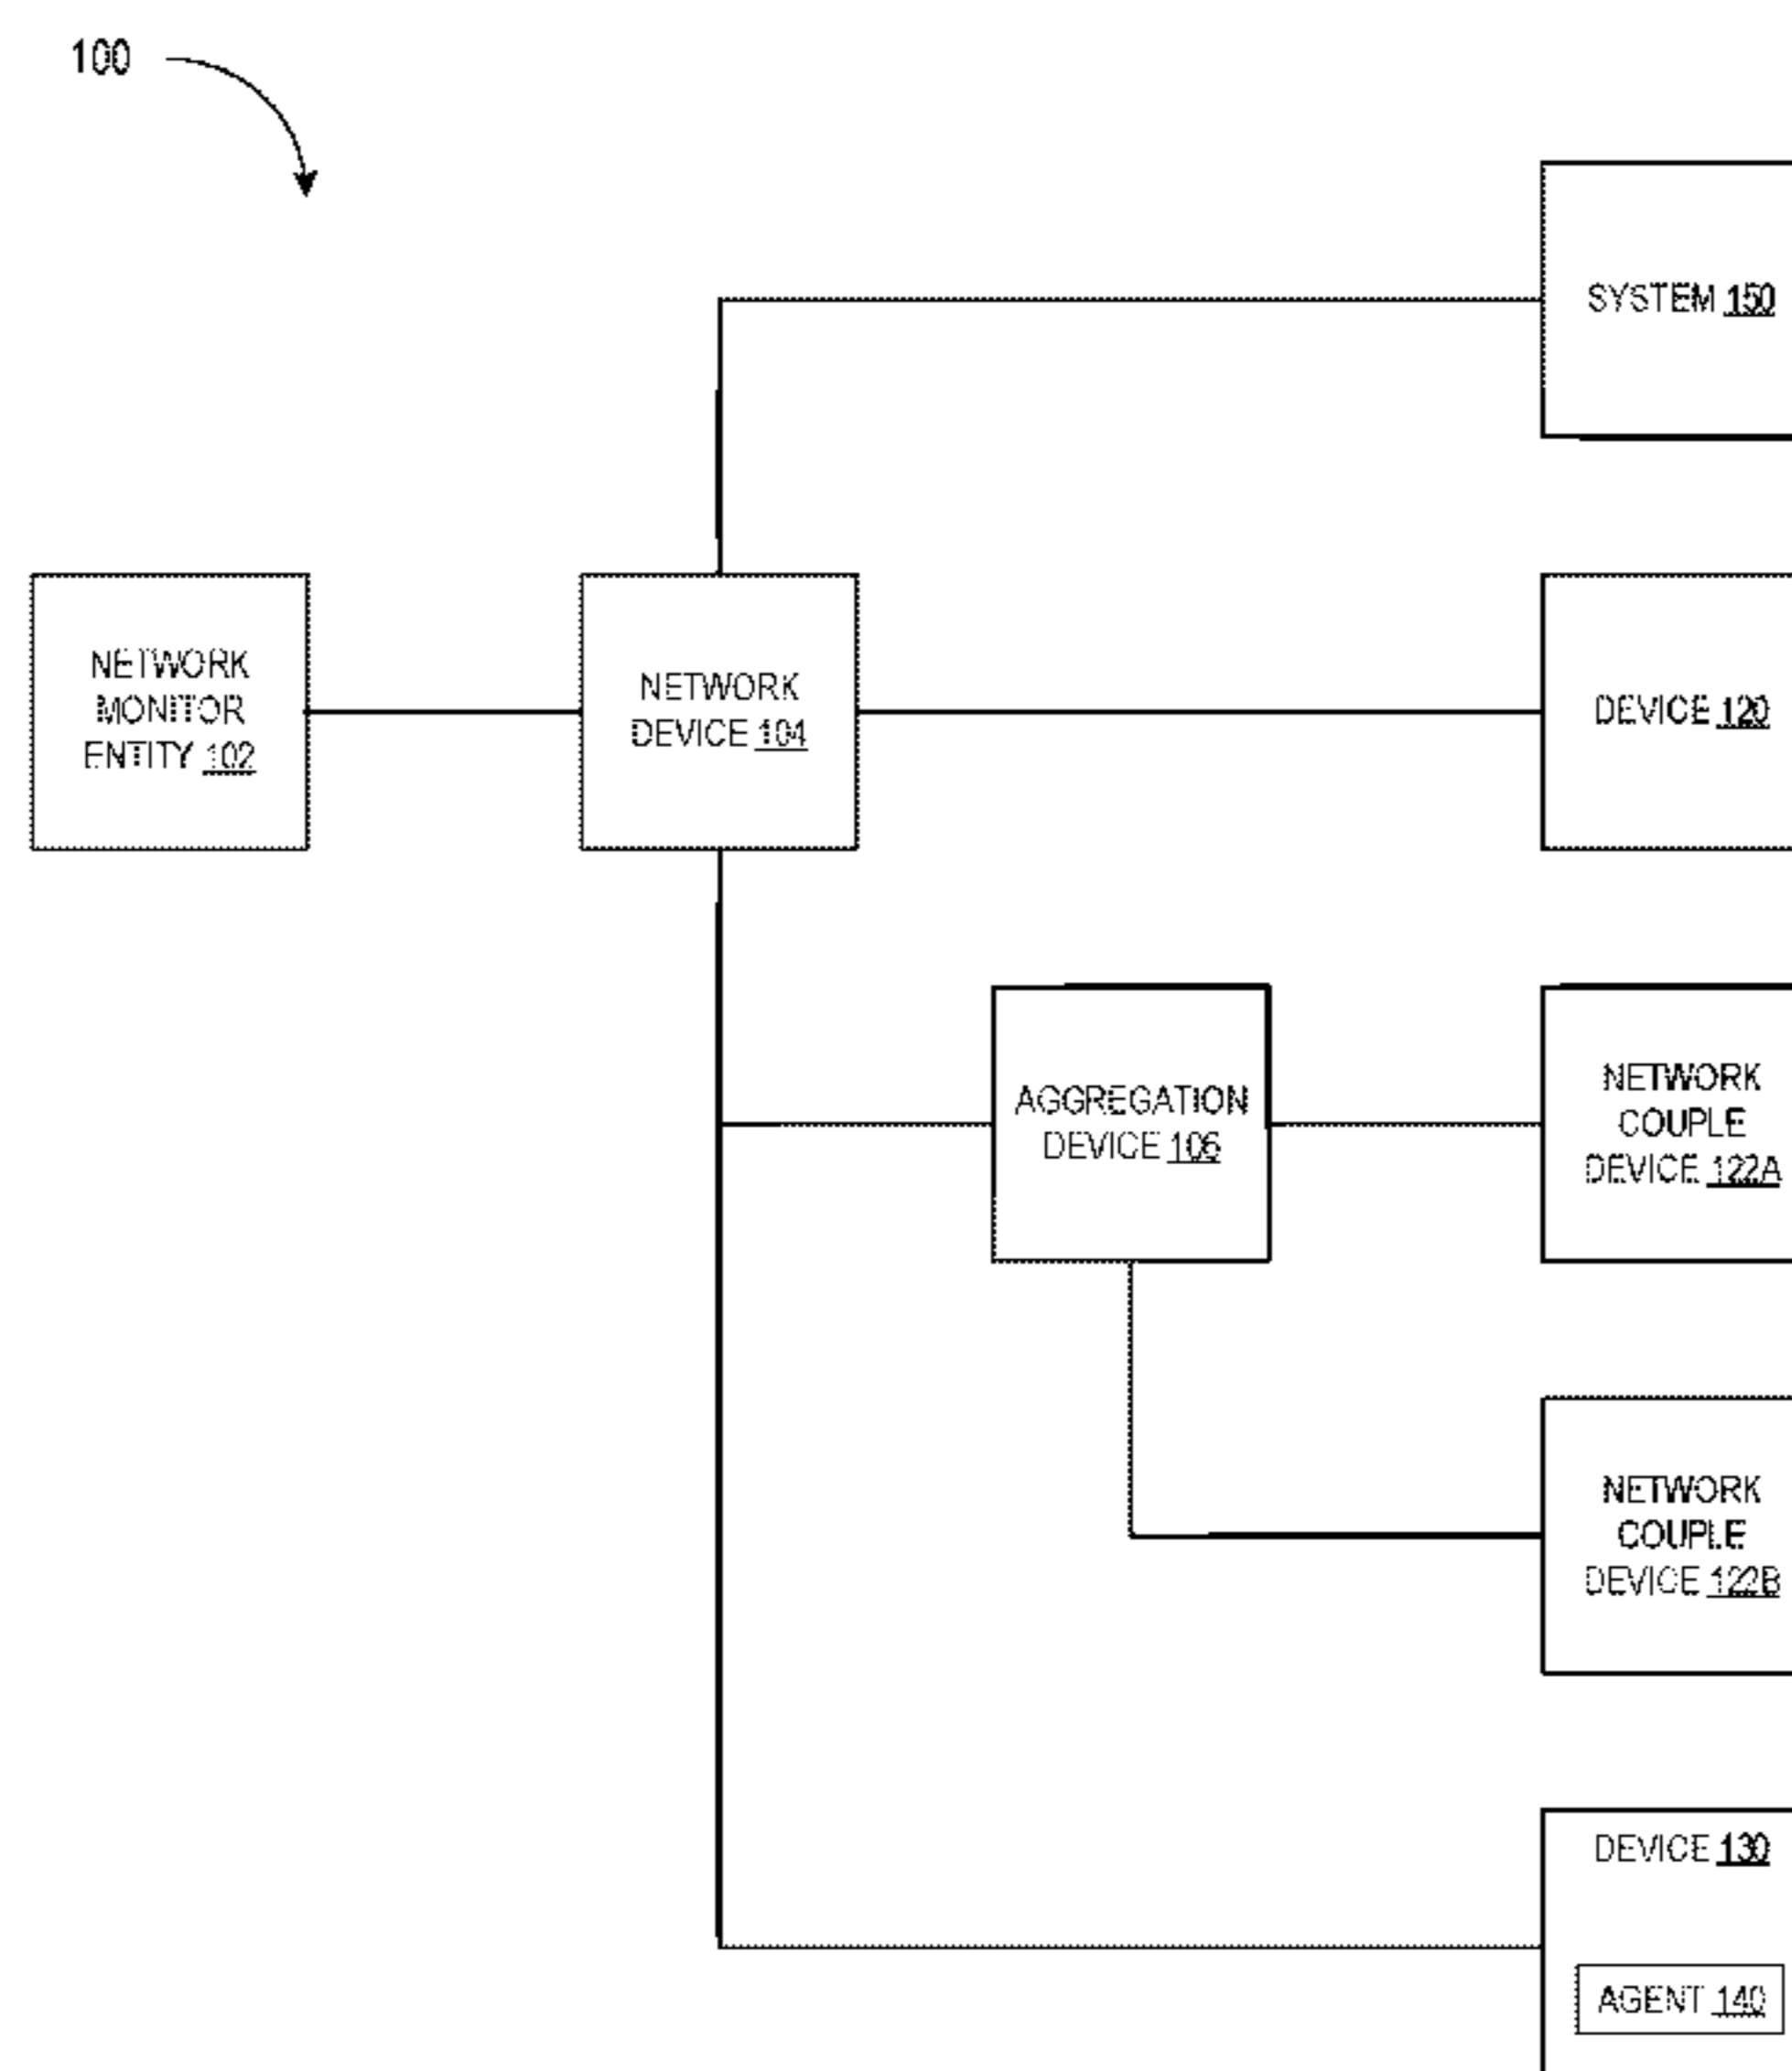 100
SYSTEM 150
NETWORK
MONITOR
ENTITY 102
NETWORK
DEVICE 104
DEVICE 120
AGGREGATION
DEVICE 106
NETWORK
COUPLE
DEVICE 122A
NETWORK
COUPLE
DEVICE 122B
DEVICE 130
AGENT 140